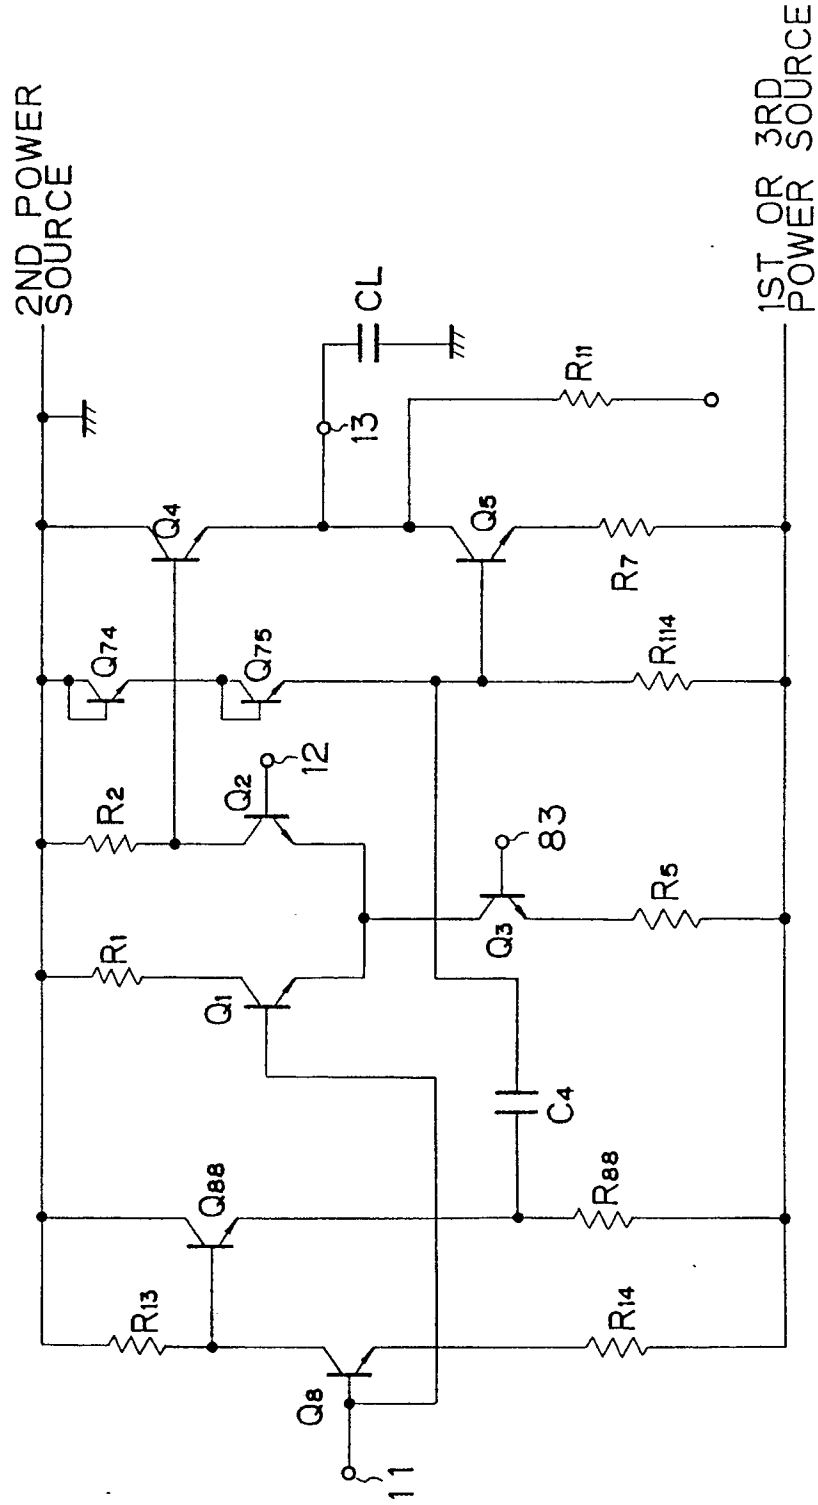 2ND POWER
SOURCE
R13
Q88
R1
R2
Q74
Q4
Q8
Q1
Q2
12
Q75
13
CL
11
C4
Q3
83
Q5
R11
R14
R88
R5
R114
R7
1ST OR 3RD
POWER SOURCE